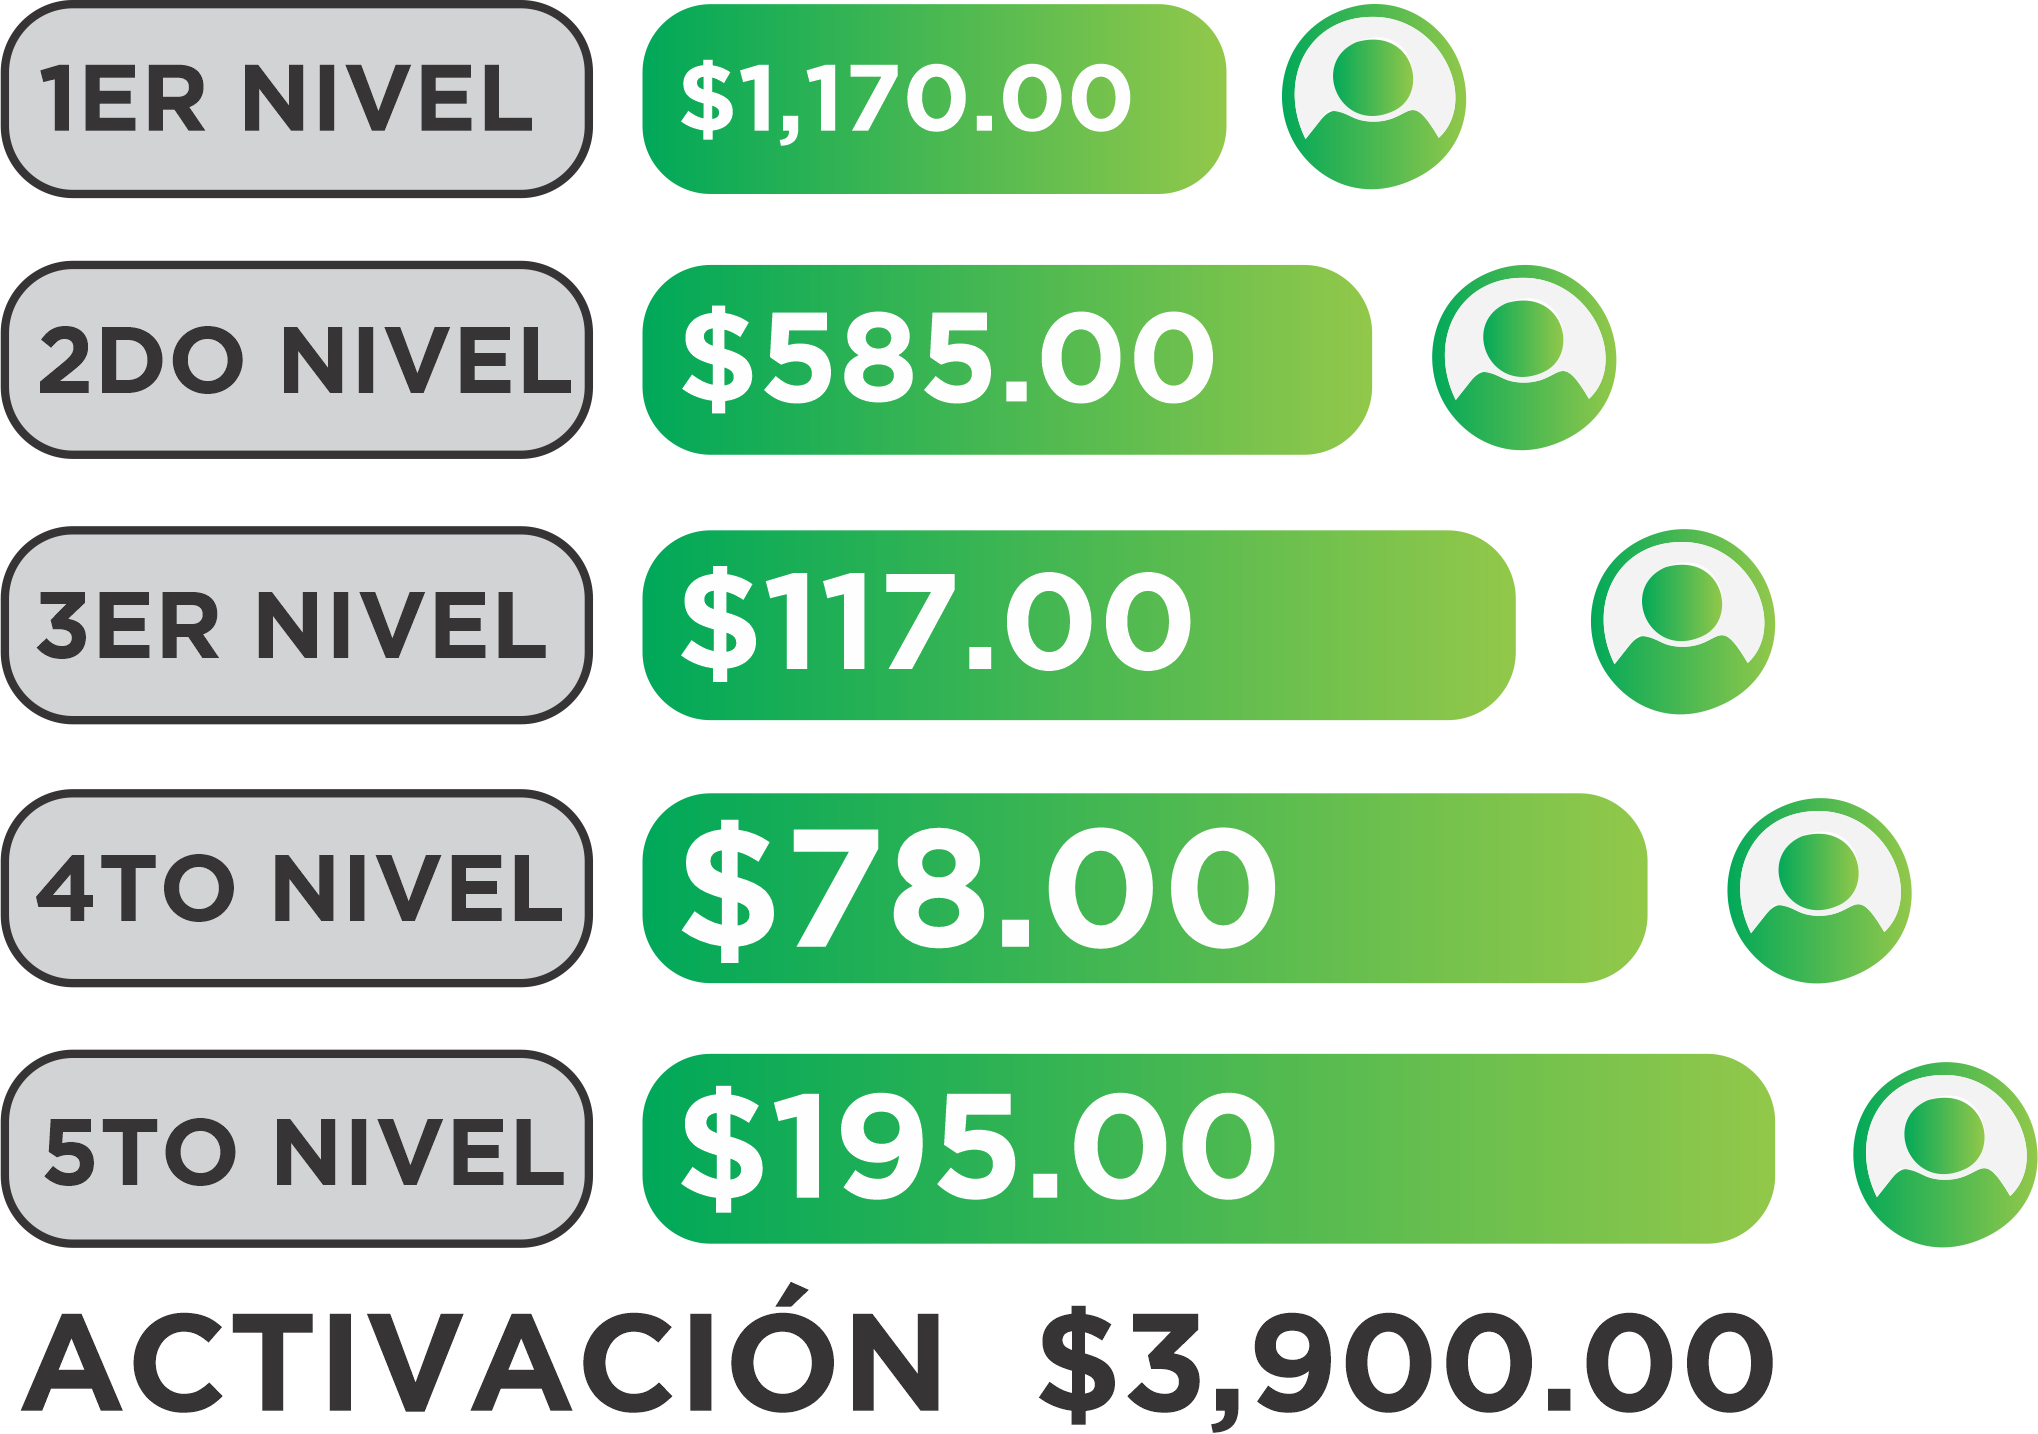 1ER NIVEL $1,170.00
2DO NIVEL $585.00
3ER NIVEL $117.00
4TO NIVEL $78.00
5TO NIVEL $195.00
ACTIVACIÓN $3,900.00